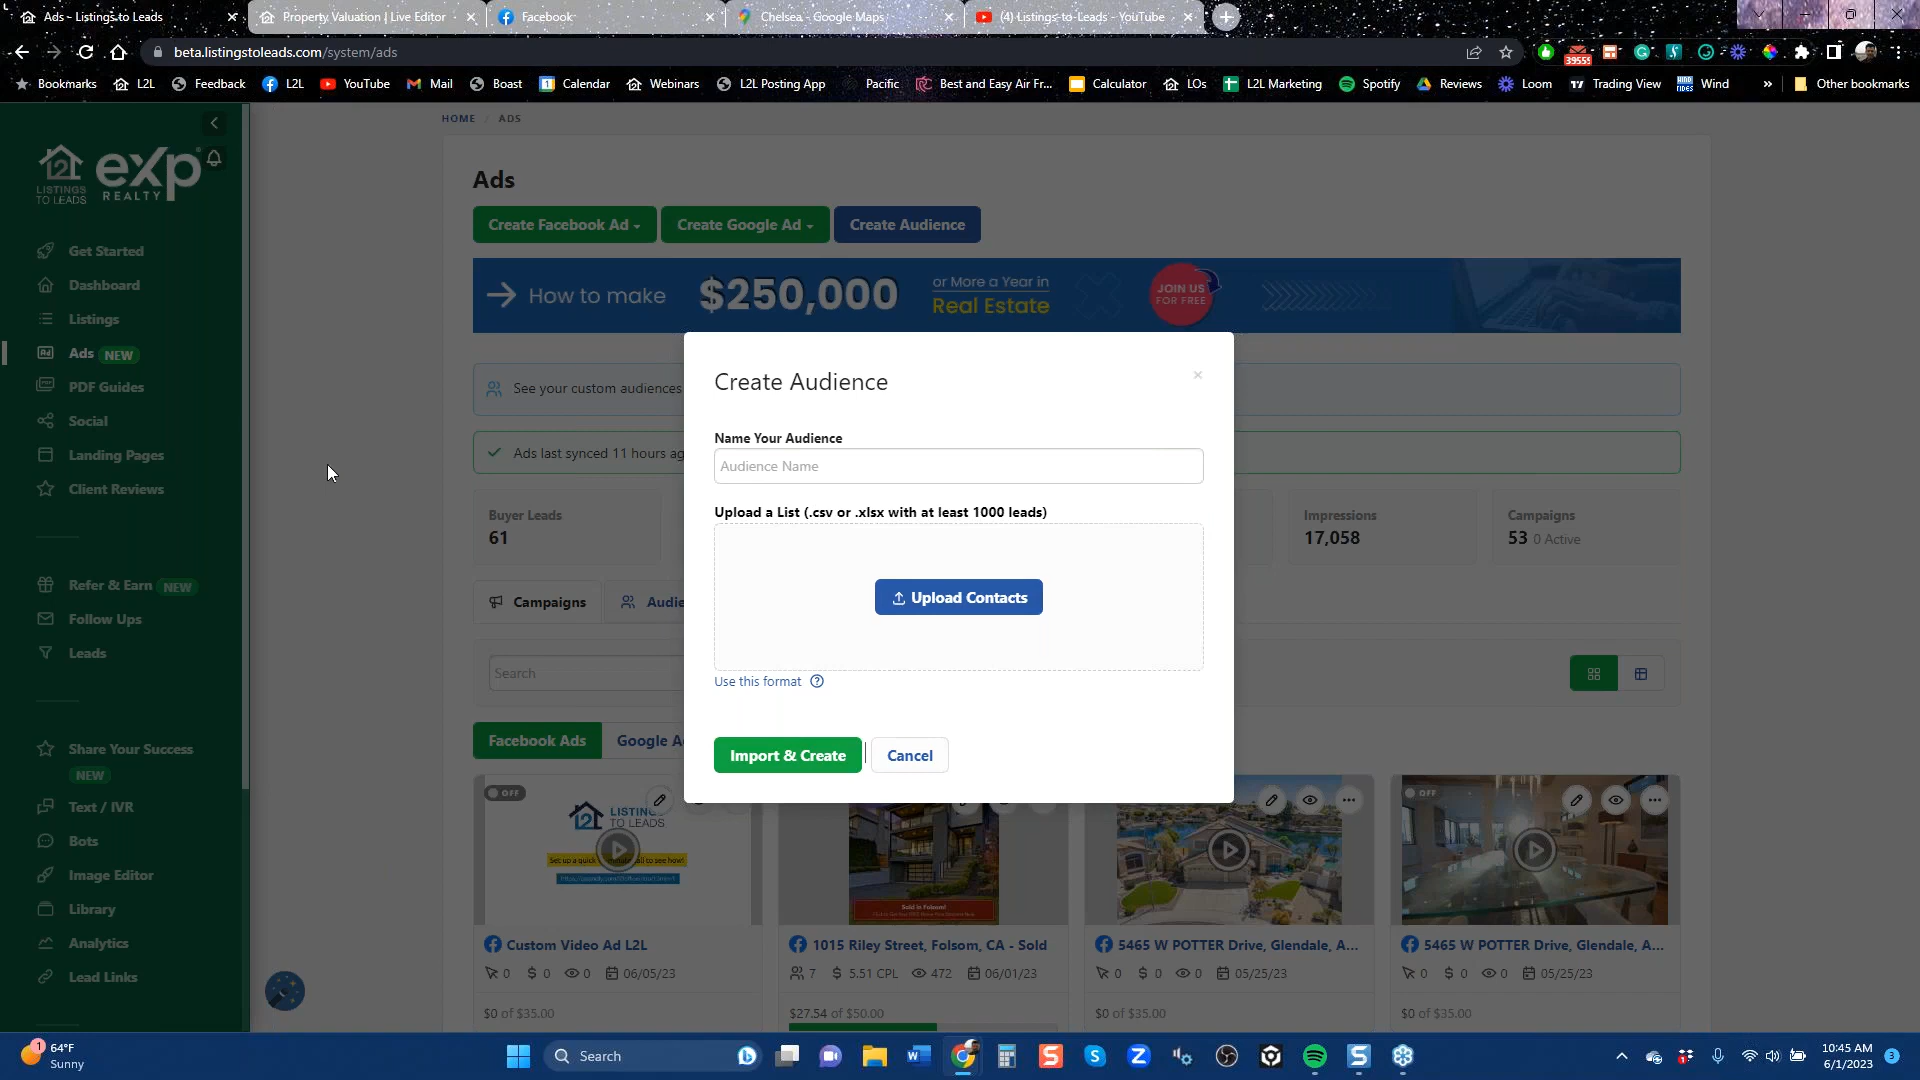 Ads - Listings to Leads
Property Valuation | Live Editor
Facebook
Chelsea - Google Maps
(4) Listings-to-Leads - YouTube
beta.listingstoleads.com/system/ads
39555
Bookmarks
L2L
Feedback
L2L
YouTube
Mail
Boast
Calendar
Webinars
L2L Posting App
Pacific
Best and Easy Air Fr...
Calculator
LOs
L2L Marketing
Spotify
Reviews
Loom
Trading View
Wind
Other bookmarks
L2L
LISTINGS
TO LEADS
eXp
REALTY
Get Started
Dashboard
Listings
Ads NEW
PDF Guides
Social
Landing Pages
Client Reviews
Refer & Earn NEW
Follow Ups
Leads
Share Your Success
NEW
Text / IVR
Bots
Image Editor
Library
Analytics
Lead Links
HOME / ADS
Ads
Create Facebook Ad
Create Google Ad
Create Audience
How to make $250,000 or More a Year in
Real Estate
JOIN US
FOR FREE
See your custom audiences
Ads last synced 11 hours ag
Buyer Leads
61
Impressions
17,058
Campaigns
53 0 Active
Campaigns
Audie
Search
Facebook Ads
Google A
Create Audience
×
Name Your Audience
Audience Name
Upload a List (.csv or .xlsx with at least 1000 leads)
Upload Contacts
Use this format
Import & Create
Cancel
OFF
LISTING
TO LEADS
Custom Video Ad L2L
0 $ 0 0 06/05/23
$0 of $35.00
Sold in Folsom!
1015 Riley Street, Folsom, CA - Sold
7 $ 5.51 CPL 472 06/01/23
$27.54 of $50.00
5465 W POTTER Drive, Glendale, A...
0 $ 0 0 05/25/23
$0 of $35.00
OFF
5465 W POTTER Drive, Glendale, A...
0 $ 0 0 05/25/23
$0 of $35.00
1
64°F
Sunny
Search
10:45 AM
6/1/2023
3